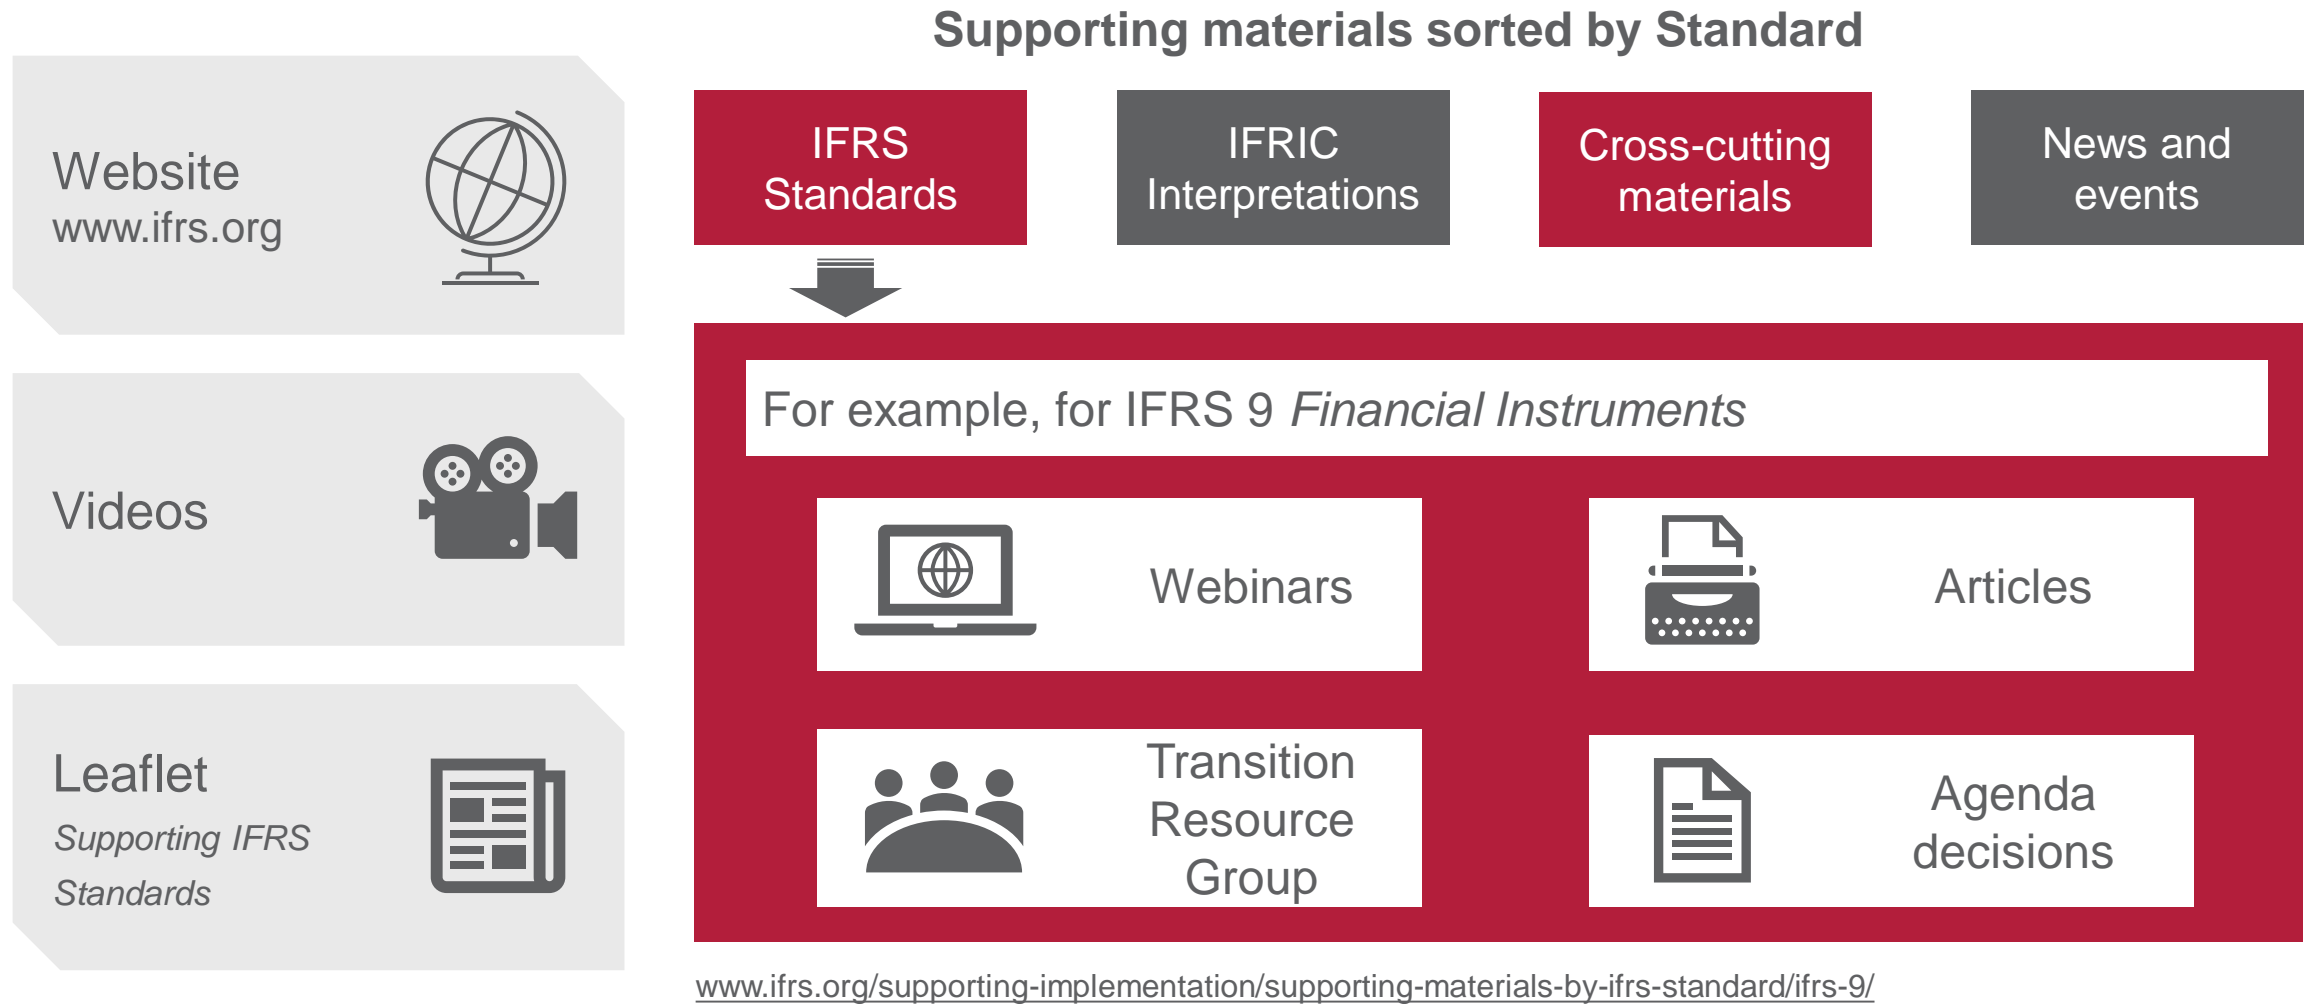 Supporting materials sorted by Standard
Website
www.ifrs.org
Videos
Leaflet
Supporting IFRS
Standards
IFRS
Standards
IFRIC
Interpretations
Cross-cutting
materials
News and
events
For example, for IFRS 9 Financial Instruments
Webinars
Articles
Transition
Resource
Group
Agenda
decisions
www.ifrs.org/supporting-implementation/supporting-materials-by-ifrs-standard/ifrs-9/